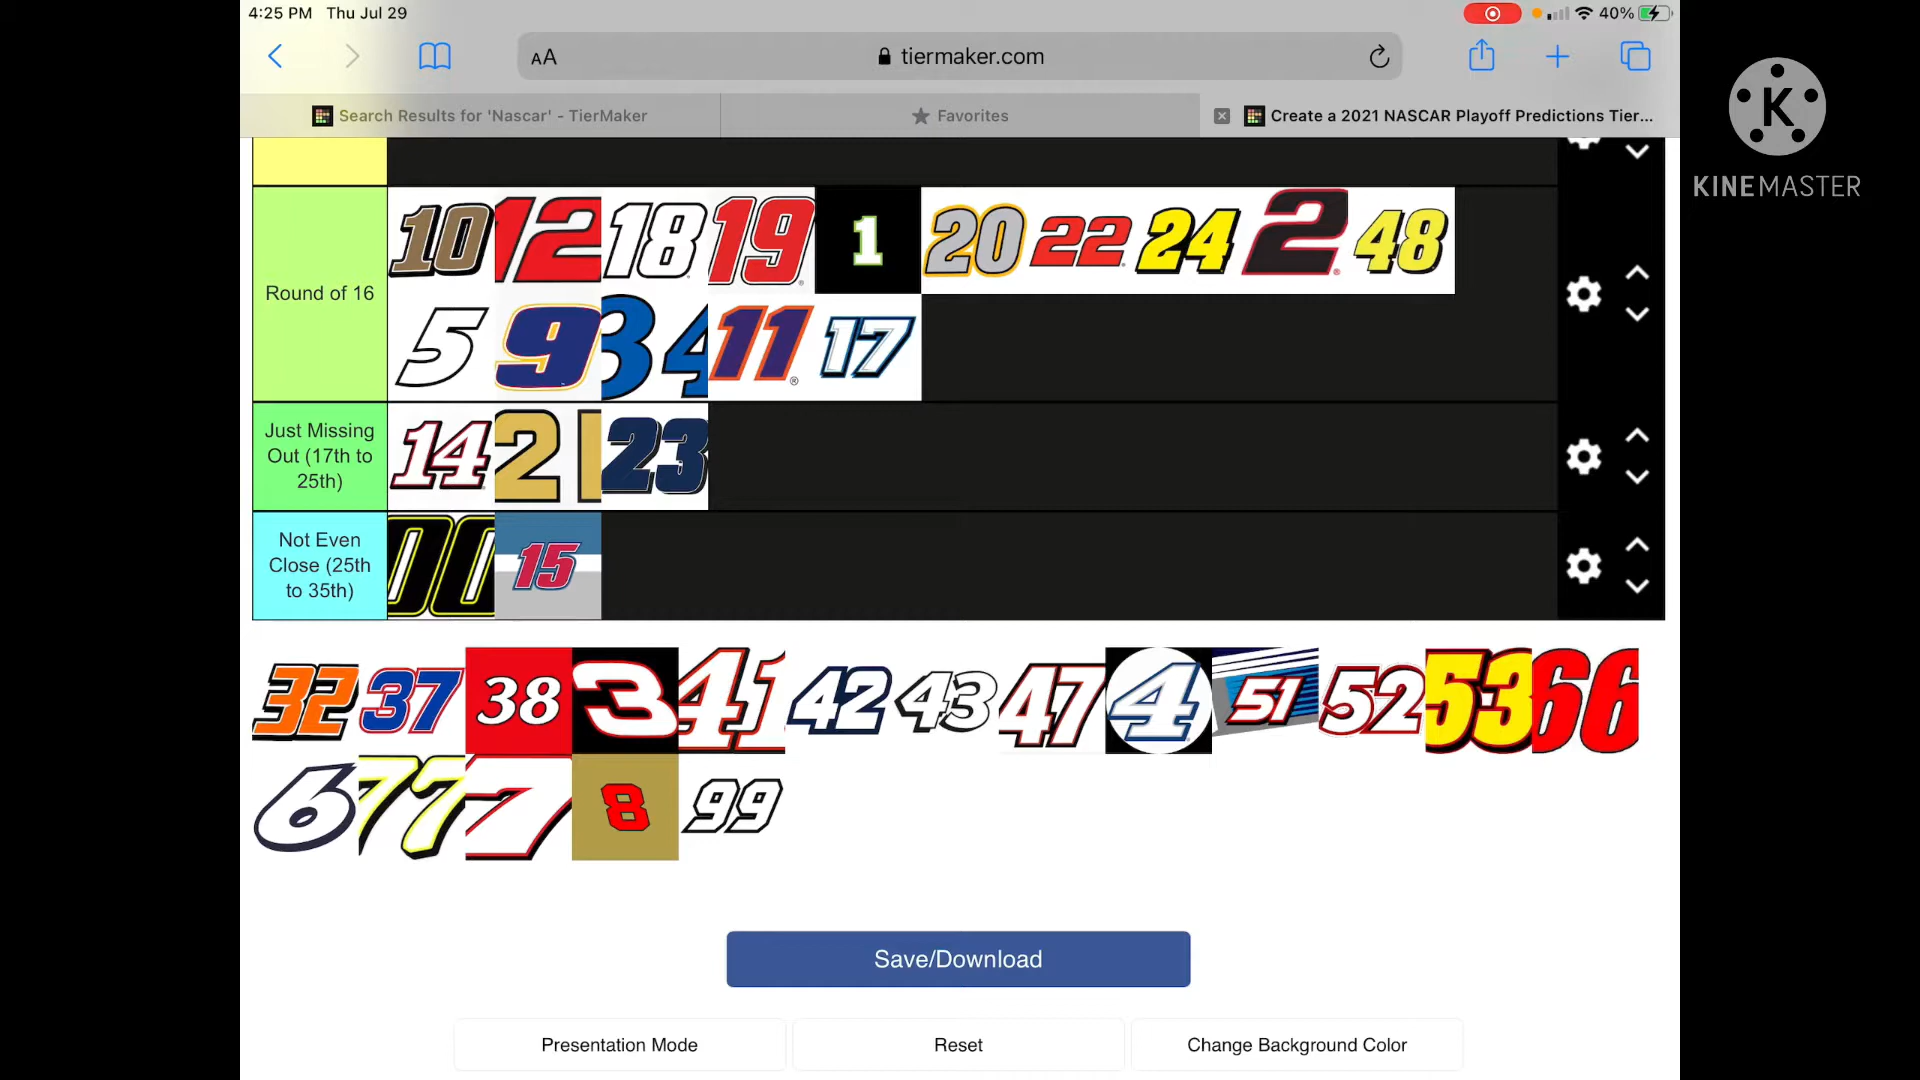 4:25 PM Thu Jul 29
40%
AA
tiermaker.com
K
KINEMASTER
Search Results for 'Nascar' - TierMaker
Favorites
Create a 2021 NASCAR Playoff Predictions Tier...
Round of 16
10 12 18 19 1 20 22 24 2 48
5 9 34 11 17
Just Missing
Out (17th to
25th)
14 21 23
Not Even
Close (25th
to 35th)
00 15
32 37 38 3 41 42 43 47 4 51 52 53 66
6 77 7 8 99
Save/Download
Presentation Mode
Reset
Change Background Color